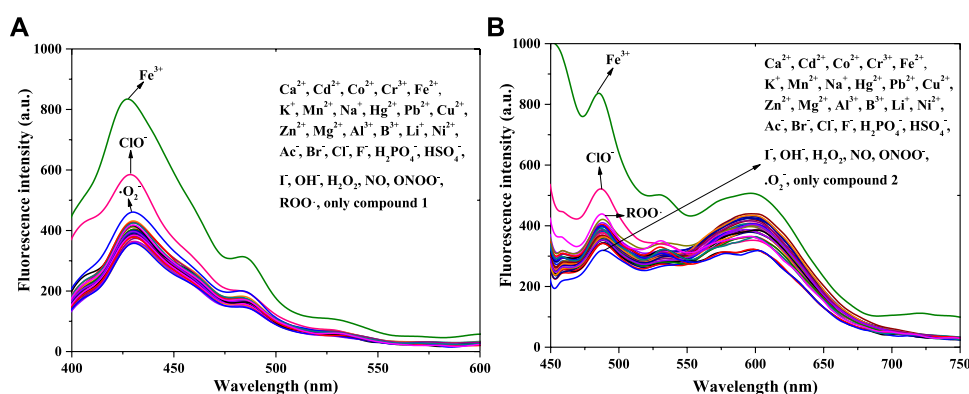 A
Fluorescence intensity (a.u.)
1000
800
600
400
200
0
400
450
500
550
600
Wavelength (nm)
Fe³⁺
ClO⁻
·O₂⁻
Ca²⁺, Cd²⁺, Co²⁺, Cr³⁺, Fe²⁺,
K⁺, Mn²⁺, Na⁺, Hg²⁺, Pb²⁺, Cu²⁺,
Zn²⁺, Mg²⁺, Al³⁺, B³⁺, Li⁺, Ni²⁺,
Ac⁻, Br⁻, Cl⁻, F⁻, H₂PO₄⁻, HSO₄⁻,
I⁻, OH⁻, H₂O₂, NO, ONOO⁻,
ROO·, only compound 1
B
Fluorescence intensity (a.u.)
1000
800
600
400
200
0
450
500
550
600
650
700
750
Wavelength (nm)
Fe³⁺
ClO⁻
ROO·
Ca²⁺, Cd²⁺, Co²⁺, Cr³⁺, Fe²⁺,
K⁺, Mn²⁺, Na⁺, Hg²⁺, Pb²⁺, Cu²⁺,
Zn²⁺, Mg²⁺, Al³⁺, B³⁺, Li⁺, Ni²⁺,
Ac⁻, Br⁻, Cl⁻, F⁻, H₂PO₄⁻, HSO₄⁻,
I⁻, OH⁻, H₂O₂, NO, ONOO⁻,
.O₂⁻, only compound 2